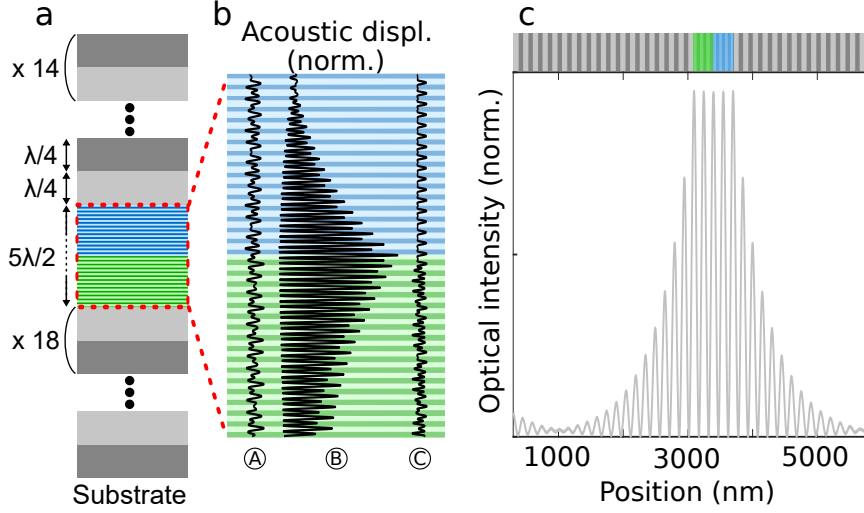 a
x 14
λ/4
λ/4
5λ/2
x 18
Substrate
b
Acoustic displ.
(norm.)
Ⓐ
Ⓑ
Ⓒ
c
Optical intensity (norm.)
1000
3000
5000
Position (nm)